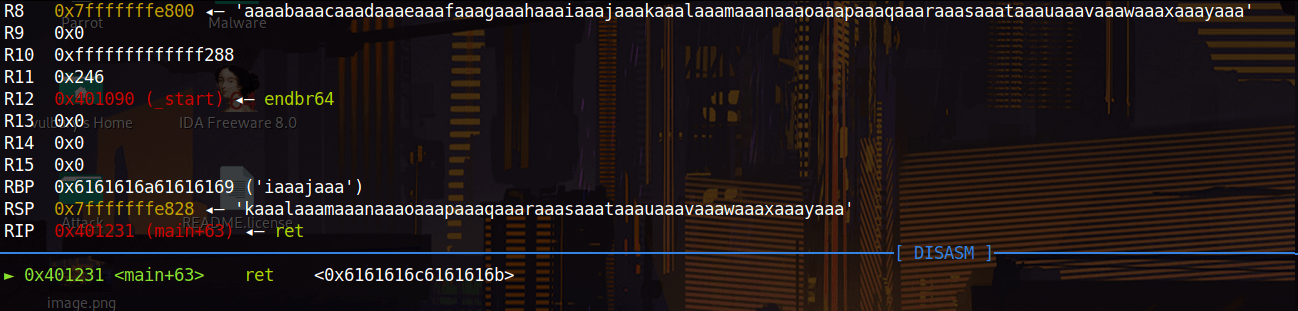 R8 0x7fffffffe800 ◂— 'aaaabaaacaaadaaaeaaafaaagaaahaaaiaaajaaakaaalaaamaaanaaaoaaapaaaqaaaraaasaaataaauaaavaaawaaaxaaayaaa'
Parrot Malware
R9 0x0
R10 0xfffffffffffff288
R11 0x246
R12 0x401090 (_start) ◂— endbr64
R13 0x0
Home IDA Freeware 8.0
R14 0x0
R15 0x0
RBP 0x6161616a61616169 ('iaaajaaa')
RSP 0x7fffffffe828 ◂— 'kaaalaaamaaanaaaoaaapaaaqaaaraaasaaataaauaaavaaawaaaxaaayaaa'
Attack README.license
RIP 0x401231 (main+63) ◂— ret
[ DISASM ]
► 0x401231 <main+63> ret <0x6161616c6161616b>
image.png